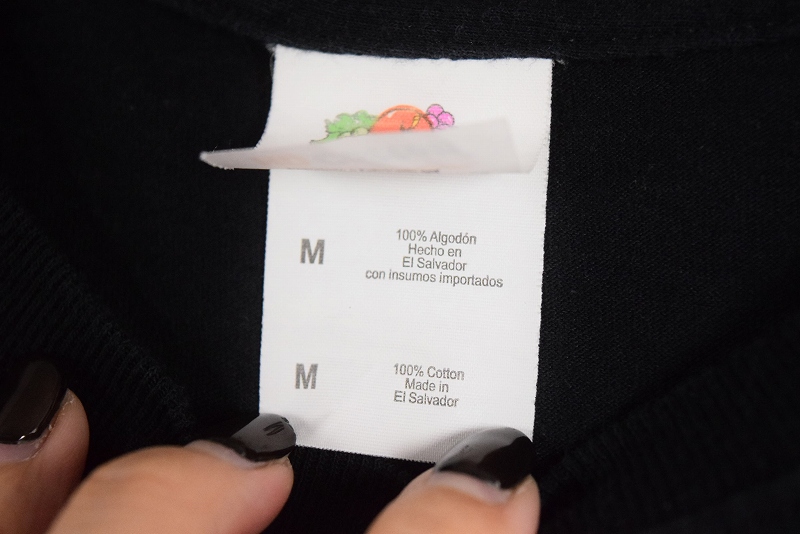 M
100% Algodón
Hecho en
El Salvador
con insumos importados
M
100% Cotton
Made in
El Salvador